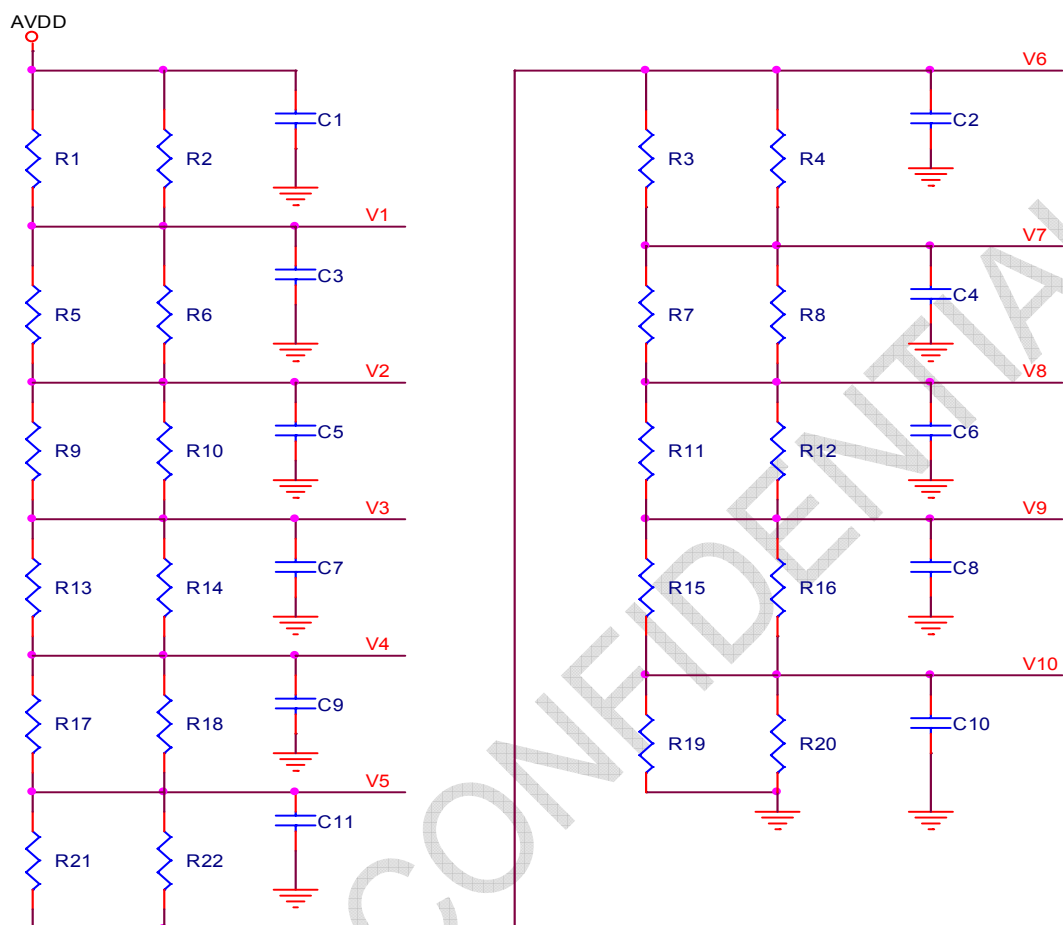 AVDD
V6
C1
C2
R1
R2
R3
R4
V1
V7
C3
C4
R5
R6
R7
R8
V2
V8
C5
C6
R9
R10
R11
R12
V3
V9
C7
C8
R13
R14
R15
R16
V4
V10
C9
C10
R17
R18
R19
R20
V5
C11
R21
R22
CONFIDENTIAL